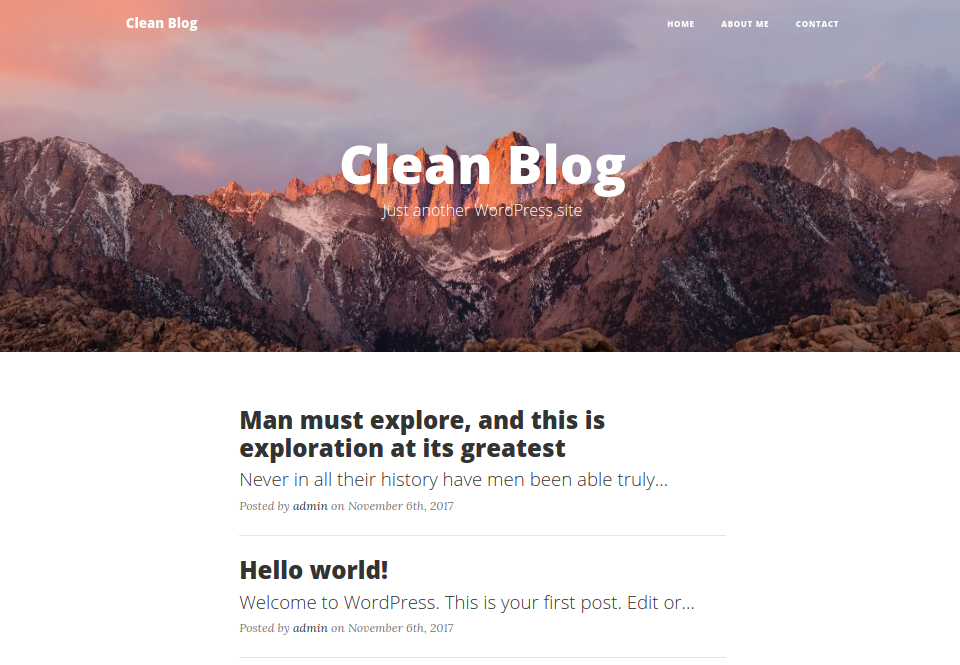 Clean Blog
HOME ABOUT ME CONTACT
Clean Blog
Just another WordPress site
Man must explore, and this is
exploration at its greatest
Never in all their history have men been able truly...
Posted by admin on November 6th, 2017
Hello world!
Welcome to WordPress. This is your first post. Edit or...
Posted by admin on November 6th, 2017